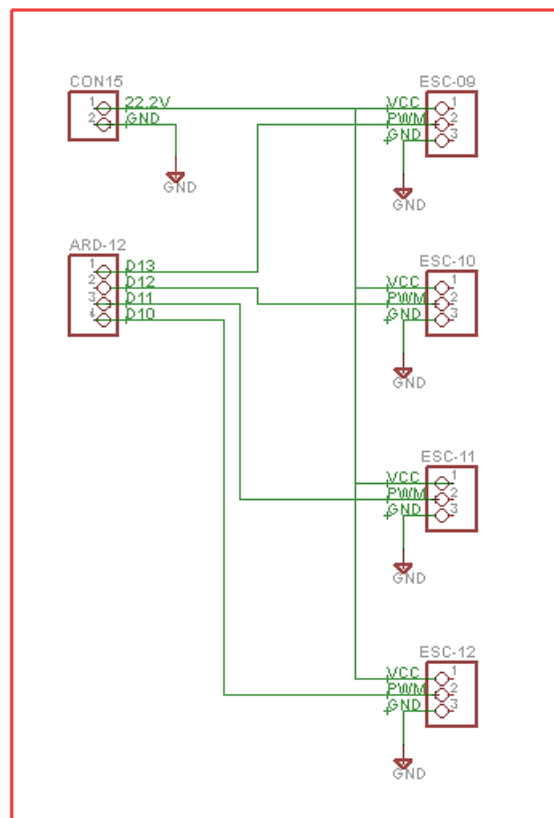 CON15
1 22.2V
2 GND
GND
ESC-09
VCC 1
PWM 2
GND 3
GND
ARD-12
1 D13
2 D12
3 D11
4 D10
ESC-10
VCC 1
PWM 2
GND 3
GND
ESC-11
VCC 1
PWM 2
GND 3
GND
ESC-12
VCC 1
PWM 2
GND 3
GND